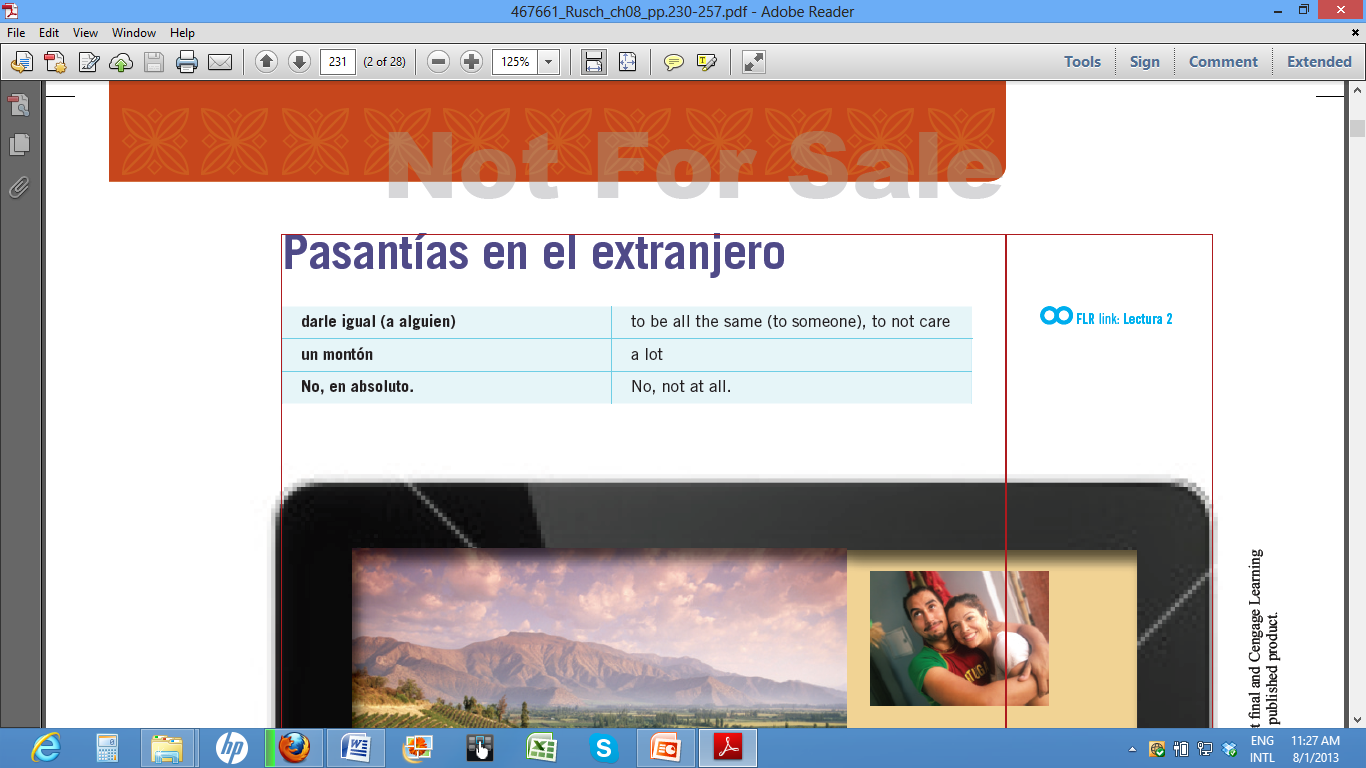 467661_Rusch_ch08_pp.230-257.pdf - Adobe Reader
File Edit View Window Help
231 (2 of 28) 125% Tools Sign Comment Extended
Not For Sale
Pasantías en el extranjero
darle igual (a alguien) to be all the same (to someone), to not care
un montón a lot
No, en absoluto. No, not at all.
FLR link: Lectura 2
t final and Cengage Learning
published product.
ENG 11:27 AM
INTL 8/1/2013